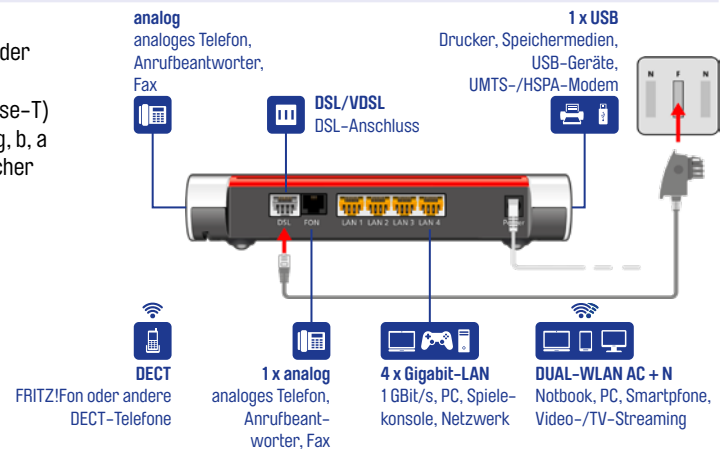 der
se-T)
g, b, a
cher
analog
analoges Telefon,
Anrufbeantworter,
Fax
DSL/VDSL
DSL-Anschluss
1 x USB
Drucker, Speichermedien,
USB-Geräte,
UMTS-/HSPA-Modem
N F N
DSL FON LAN 1 LAN 2 LAN 3 LAN 4 Power
DECT
FRITZ!Fon oder andere
DECT-Telefone
1 x analog
analoges Telefon,
Anrufbeant-
worter, Fax
4 x Gigabit-LAN
1 GBit/s, PC, Spiele-
konsole, Netzwerk
DUAL-WLAN AC + N
Notbook, PC, Smartpfone,
Video-/TV-Streaming